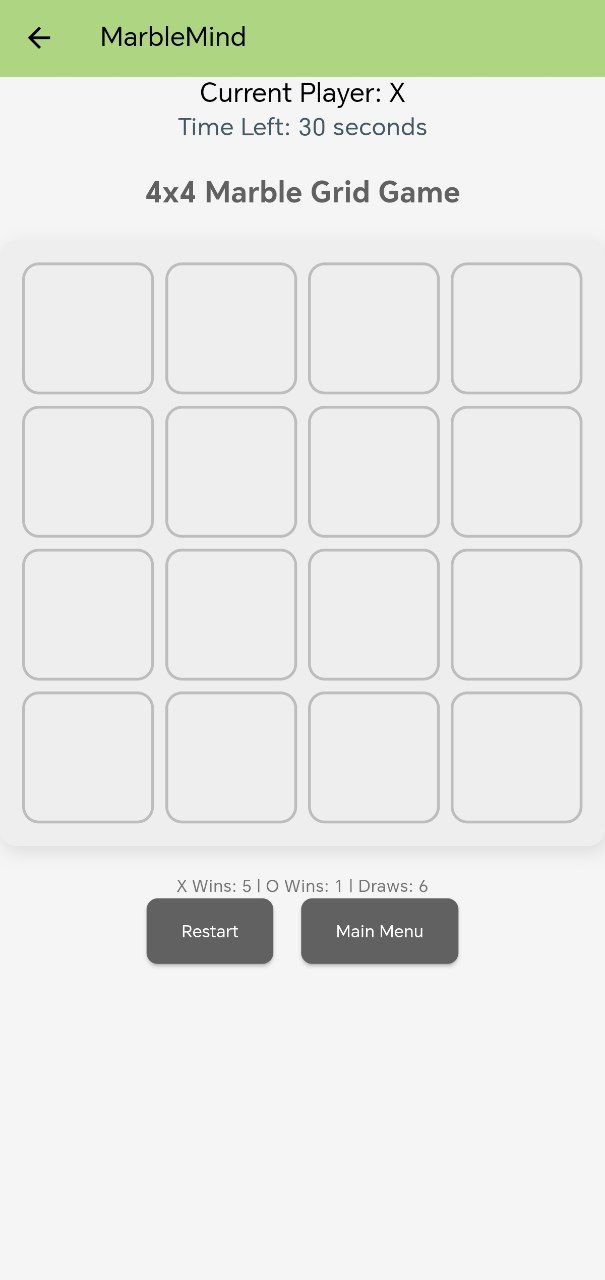 MarbleMind
Current Player: X
Time Left: 30 seconds
4x4 Marble Grid Game
X Wins: 5 | O Wins: 1 | Draws: 6
Restart
Main Menu